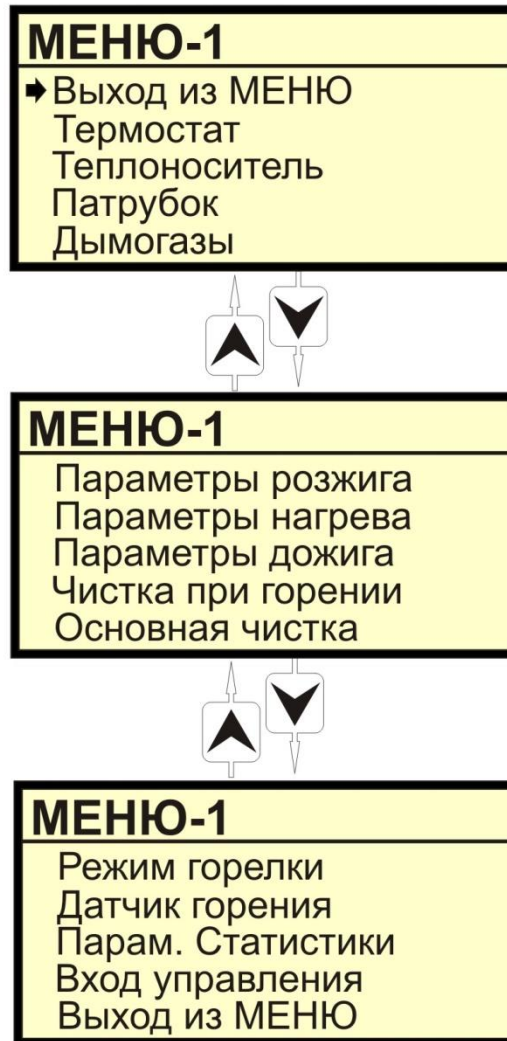 МЕНЮ-1
Выход из МЕНЮ
Термостат
Теплоноситель
Патрубок
Дымогазы
МЕНЮ-1
Параметры розжига
Параметры нагрева
Параметры дожига
Чистка при горении
Основная чистка
МЕНЮ-1
Режим горелки
Датчик горения
Парам. Статистики
Вход управления
Выход из МЕНЮ